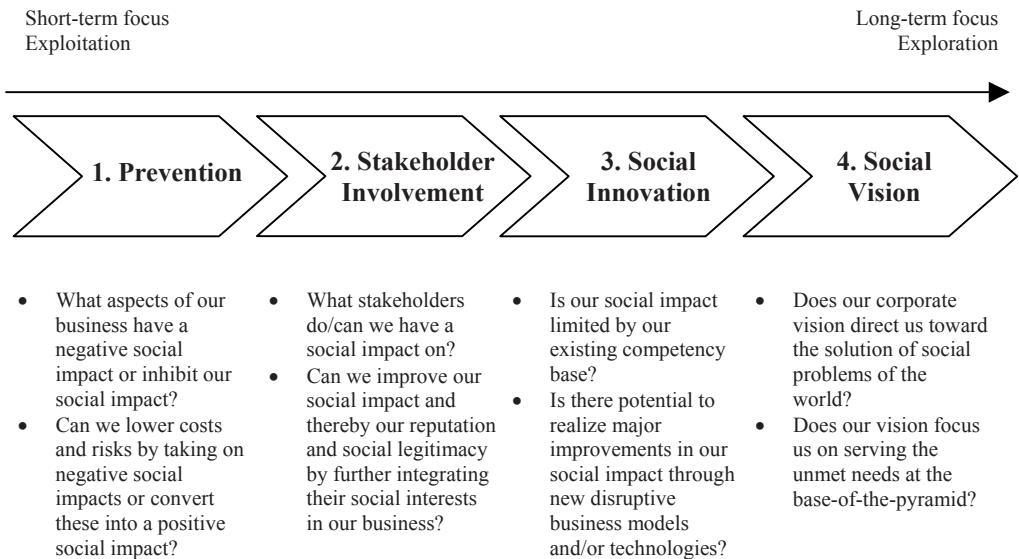 Short-term focus
Exploitation
Long-term focus
Exploration
1. Prevention
2. Stakeholder
Involvement
3. Social
Innovation
4. Social
Vision
• What aspects of our
business have a
negative social
impact or inhibit our
social impact?
• Can we lower costs
and risks by taking on
negative social
impacts or convert
these into a positive
social impact?
• What stakeholders
do/can we have a
social impact on?
• Can we improve our
social impact and
thereby our reputation
and social legitimacy
by further integrating
their social interests
in our business?
• Is our social impact
limited by our
existing competency
base?
• Is there potential to
realize major
improvements in our
social impact through
new disruptive
business models
and/or technologies?
• Does our corporate
vision direct us toward
the solution of social
problems of the
world?
• Does our vision focus
us on serving the
unmet needs at the
base-of-the-pyramid?